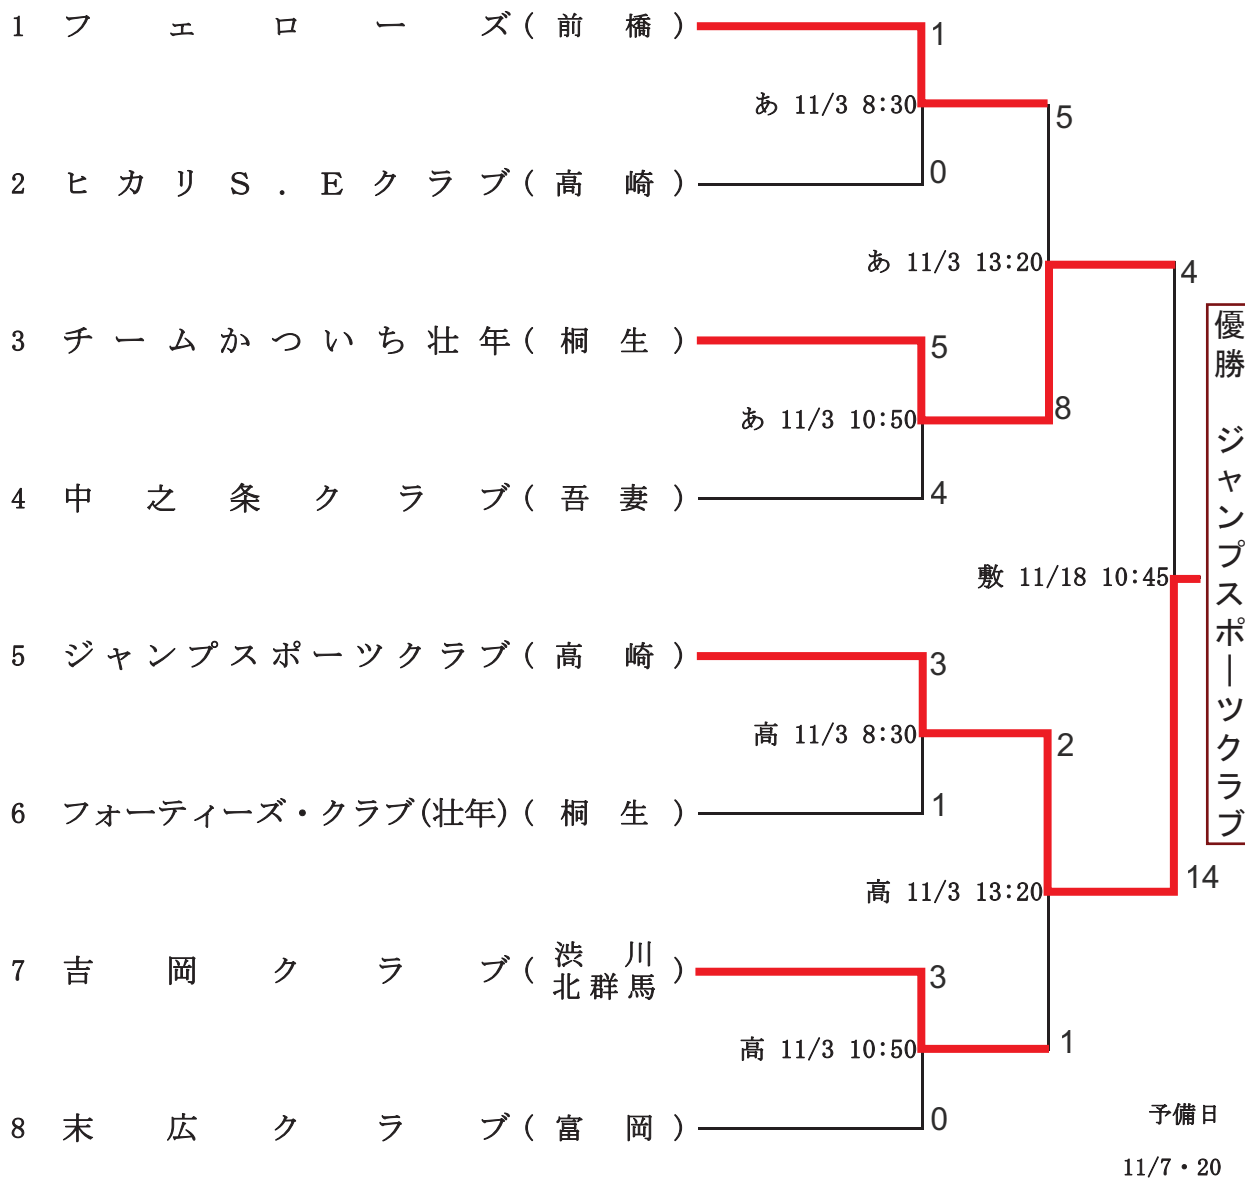 1 フェローズ(前橋)
1
あ 11/3 8:30
5
2 ヒカリS.Eクラブ(高崎)
0
あ 11/3 13:20
4
3 チームかついち壮年(桐生)
5
あ 11/3 10:50
8
4 中之条クラブ(吾妻)
4
敷 11/18 10:45
優勝 ジャンプスポーツクラブ
5 ジャンプスポーツクラブ(高崎)
3
高 11/3 8:30
2
6 フォーティーズ・クラブ(壮年)(桐生)
1
高 11/3 13:20
14
7 吉岡クラブ(渋川
北群馬)
3
高 11/3 10:50
1
8 末広クラブ(富岡)
0
予備日
11/7・20